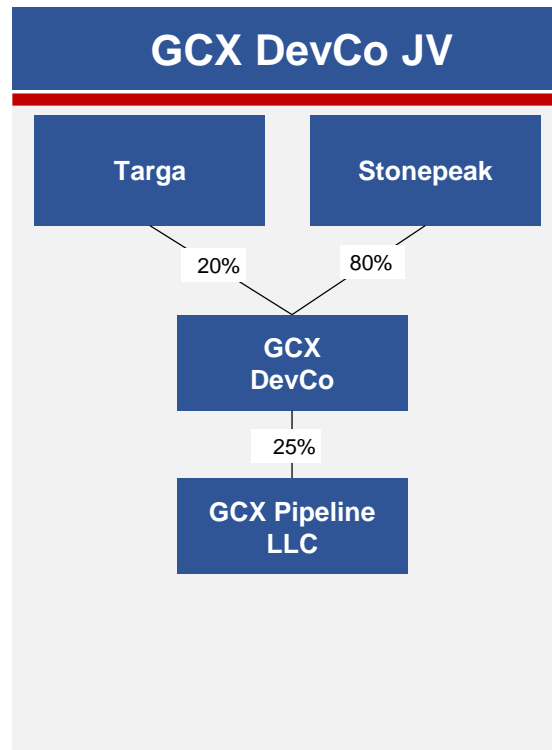 GCX DevCo JV
Targa
Stonepeak
20%
80%
GCX
DevCo
25%
GCX Pipeline
LLC